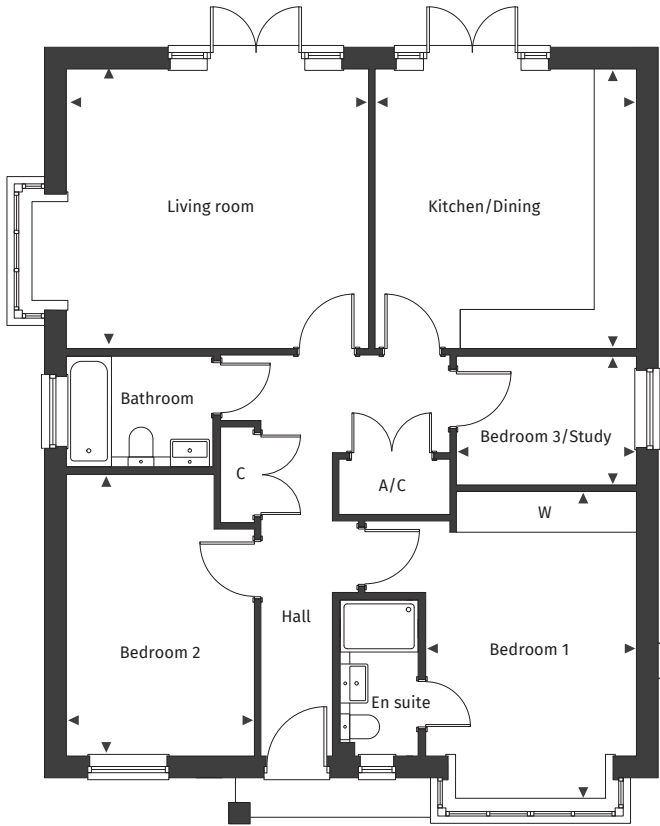 Living room
Kitchen/Dining
Bathroom
Bedroom 3/Study
C
A/C
W
Hall
Bedroom 2
Bedroom 1
En suite